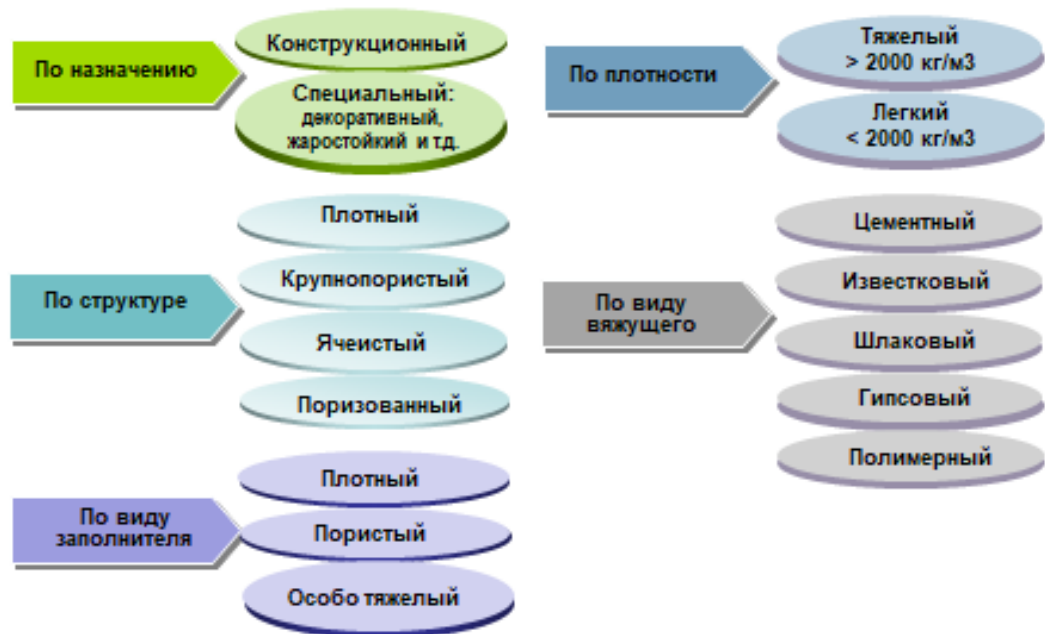 По назначению
Конструкционный
Специальный:
декоративный,
жаростойкий и т.д.
По структуре
Плотный
Крупнопористый
Ячеистый
Поризованный
По виду
заполнителя
Плотный
Пористый
Особо тяжелый
По плотности
Тяжелый
> 2000 кг/м3
Легкий
< 2000 кг/м3
По виду
вяжущего
Цементный
Известковый
Шлаковый
Гипсовый
Полимерный